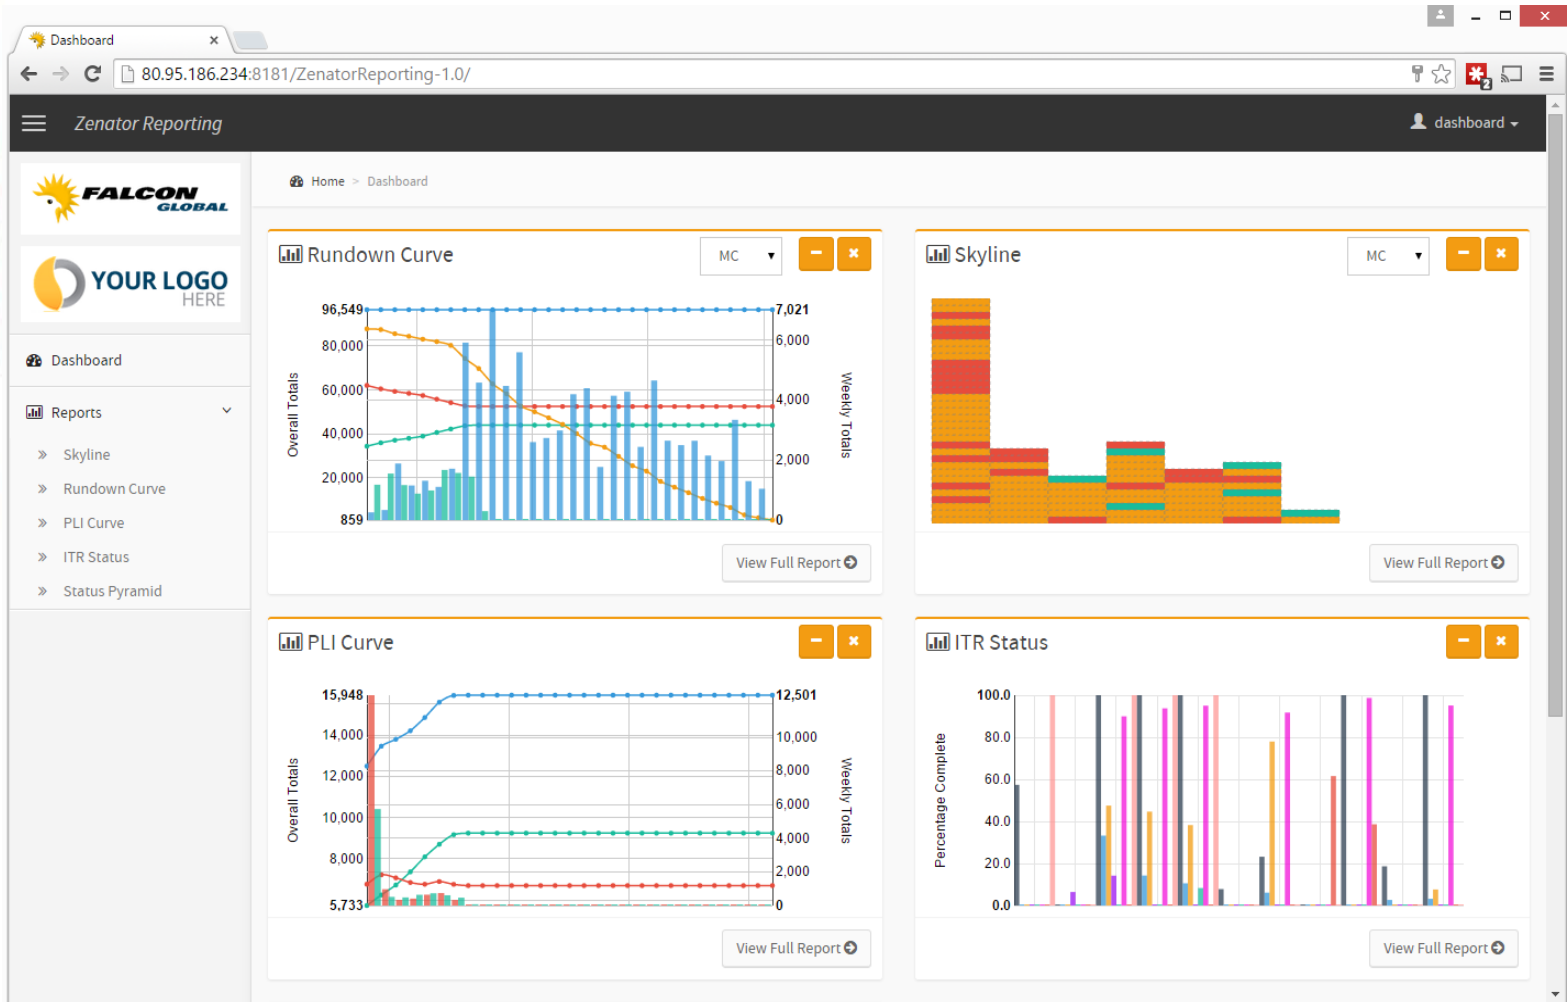 Dashboard
80.95.186.234:8181/ZenatorReporting-1.0/
2
Zenator Reporting
dashboard
FALCON
GLOBAL
YOUR LOGO
HERE
Dashboard
Reports
Skyline
Rundown Curve
PLI Curve
ITR Status
Status Pyramid
Home > Dashboard
Rundown Curve
MC
96,549
80,000
60,000
40,000
20,000
859
Overall Totals
7,021
6,000
4,000
2,000
0
Weekly Totals
View Full Report
Skyline
MC
View Full Report
PLI Curve
15,948
14,000
12,000
10,000
8,000
5,733
Overall Totals
12,501
10,000
8,000
6,000
4,000
2,000
0
Weekly Totals
View Full Report
ITR Status
100.0
80.0
60.0
40.0
20.0
0.0
Percentage Complete
View Full Report